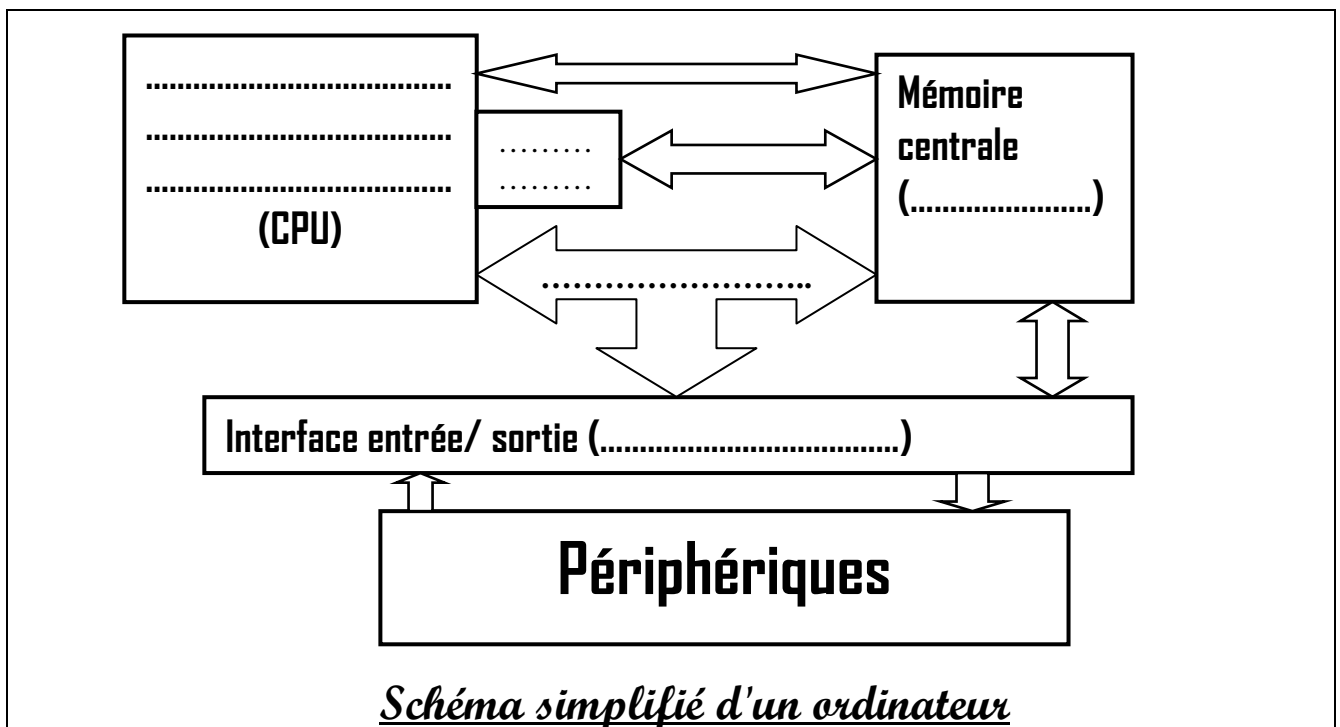 .......................................
.......................................
.......................................
(CPU)
.........
.........
Mémoire
centrale
(.......................)
...........................
Interface entrée/ sortie (......................................)
Périphériques
Schéma simplifié d'un ordinateur